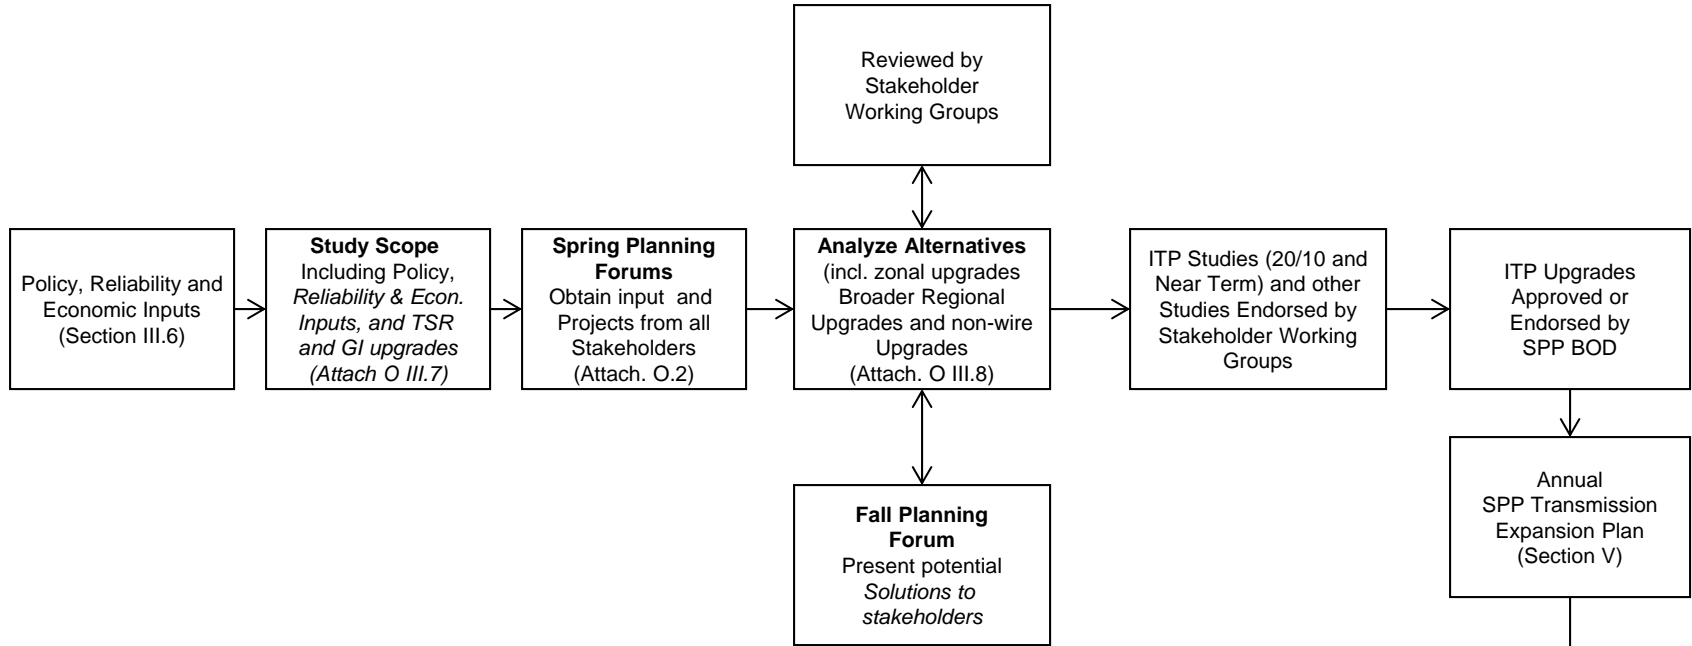 Reviewed by
Stakeholder
Working Groups
Policy, Reliability and
Economic Inputs
(Section III.6)
Study Scope
Including Policy,
Reliability & Econ.
Inputs, and TSR
and GI upgrades
(Attach O III.7)
Spring Planning
Forums
Obtain input and
Projects from all
Stakeholders
(Attach. O.2)
Analyze Alternatives
(incl. zonal upgrades
Broader Regional
Upgrades and non-wire
Upgrades
(Attach. O III.8)
ITP Studies (20/10 and
Near Term) and other
Studies Endorsed by
Stakeholder Working
Groups
ITP Upgrades
Approved or
Endorsed by
SPP BOD
Fall Planning
Forum
Present potential
Solutions to
stakeholders
Annual
SPP Transmission
Expansion Plan
(Section V)